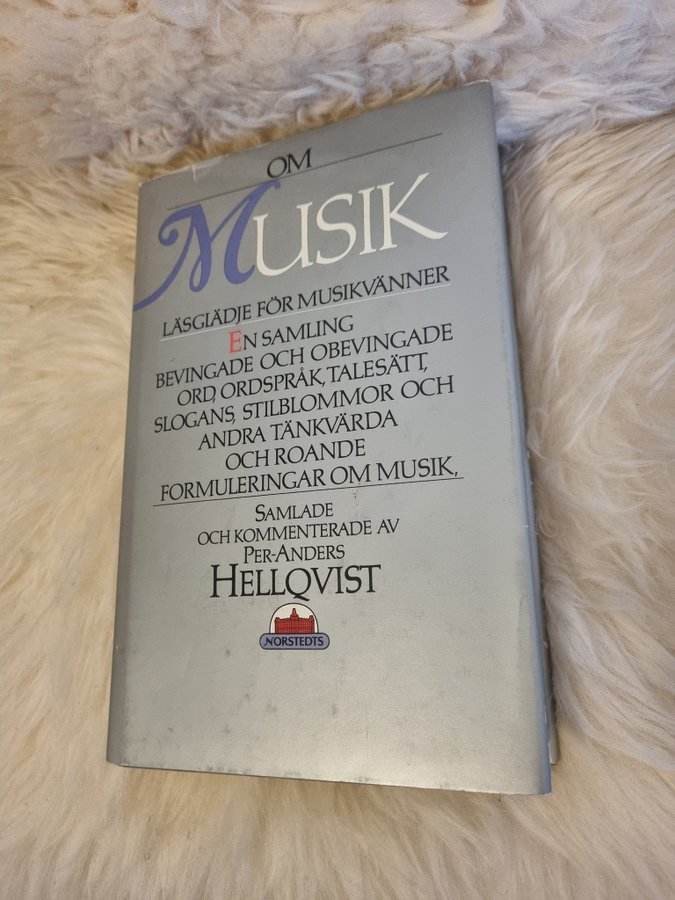 OM
MUSIK
LÄSGLÄDJE FÖR MUSIKVÄNNER
EN SAMLING
BEVINGADE OCH OBEVINGADE
ORD, ORDSPRÅK, TALESÄTT,
SLOGANS, STILBLOMMOR OCH
ANDRA TÄNKVÄRDA
OCH ROANDE
FORMULERINGAR OM MUSIK,
SAMLADE
OCH KOMMENTERADE AV
PER-ANDERS
HELLQVIST
NORSTEDTS